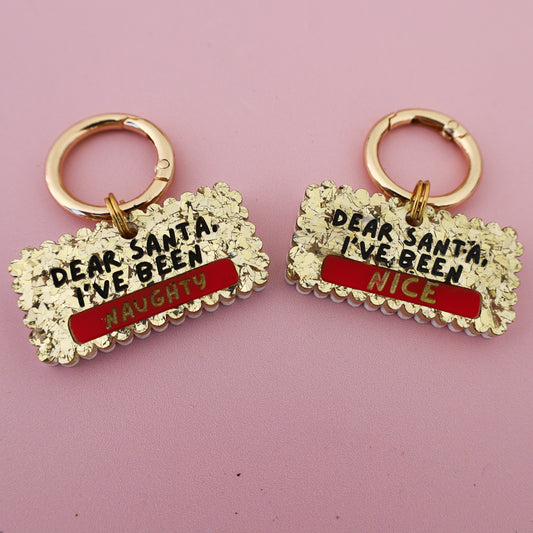 DEAR SANTA,
I'VE BEEN
NAUGHTY
DEAR SANTA,
I'VE BEEN
NICE